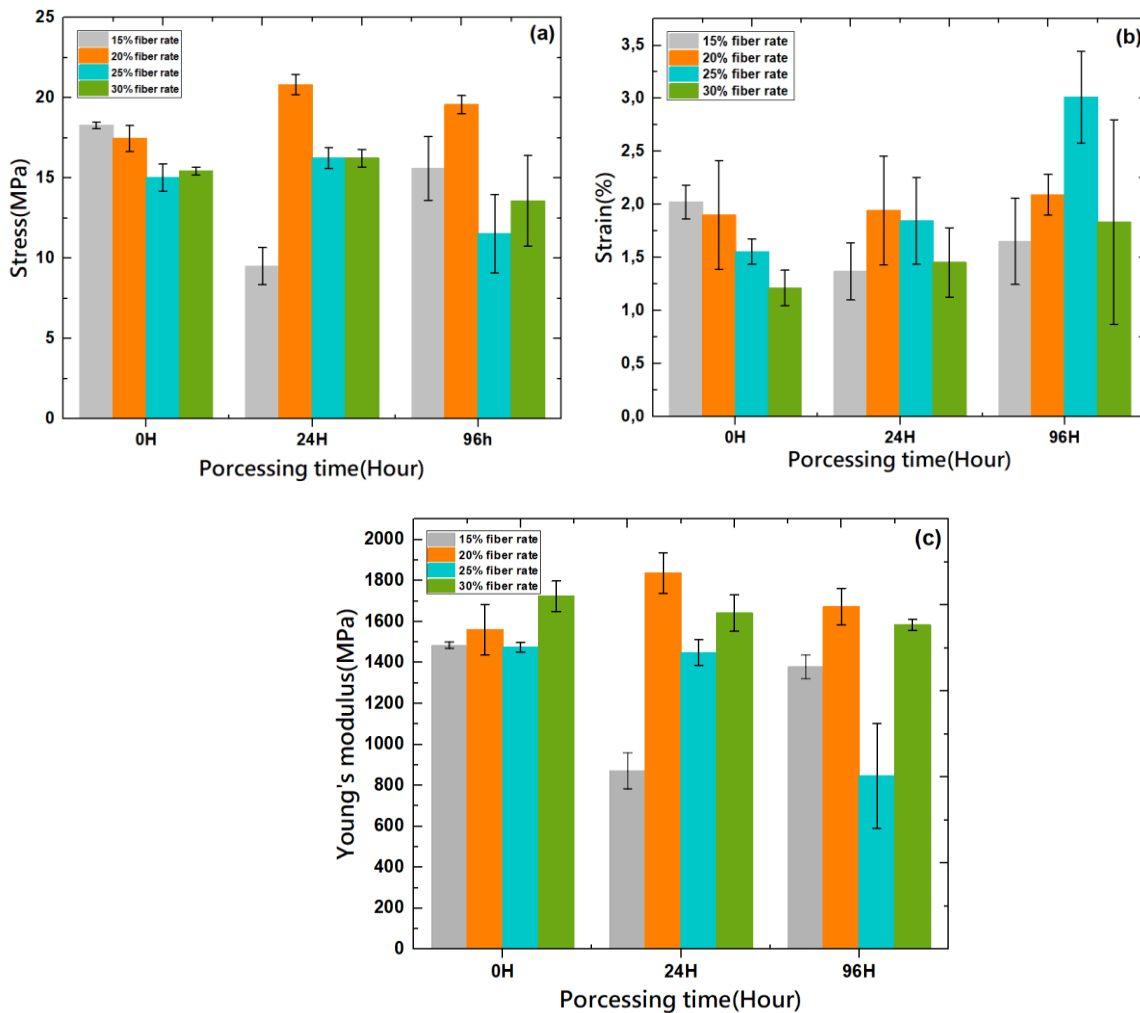 (a)
15% fiber rate
20% fiber rate
25% fiber rate
30% fiber rate
25
20
15
10
5
0
Stress(MPa)
0H 24H 96h
Porcessing time(Hour)
(b)
15% fiber rate
20% fiber rate
25% fiber rate
30% fiber rate
3,5
3,0
2,5
2,0
1,5
1,0
0,5
0,0
Strain(%)
0H 24H 96H
Porcessing time(Hour)
(c)
15% fiber rate
20% fiber rate
25% fiber rate
30% fiber rate
2000
1800
1600
1400
1200
1000
800
600
400
200
0
Young's modulus(MPa)
0H 24H 96H
Porcessing time(Hour)